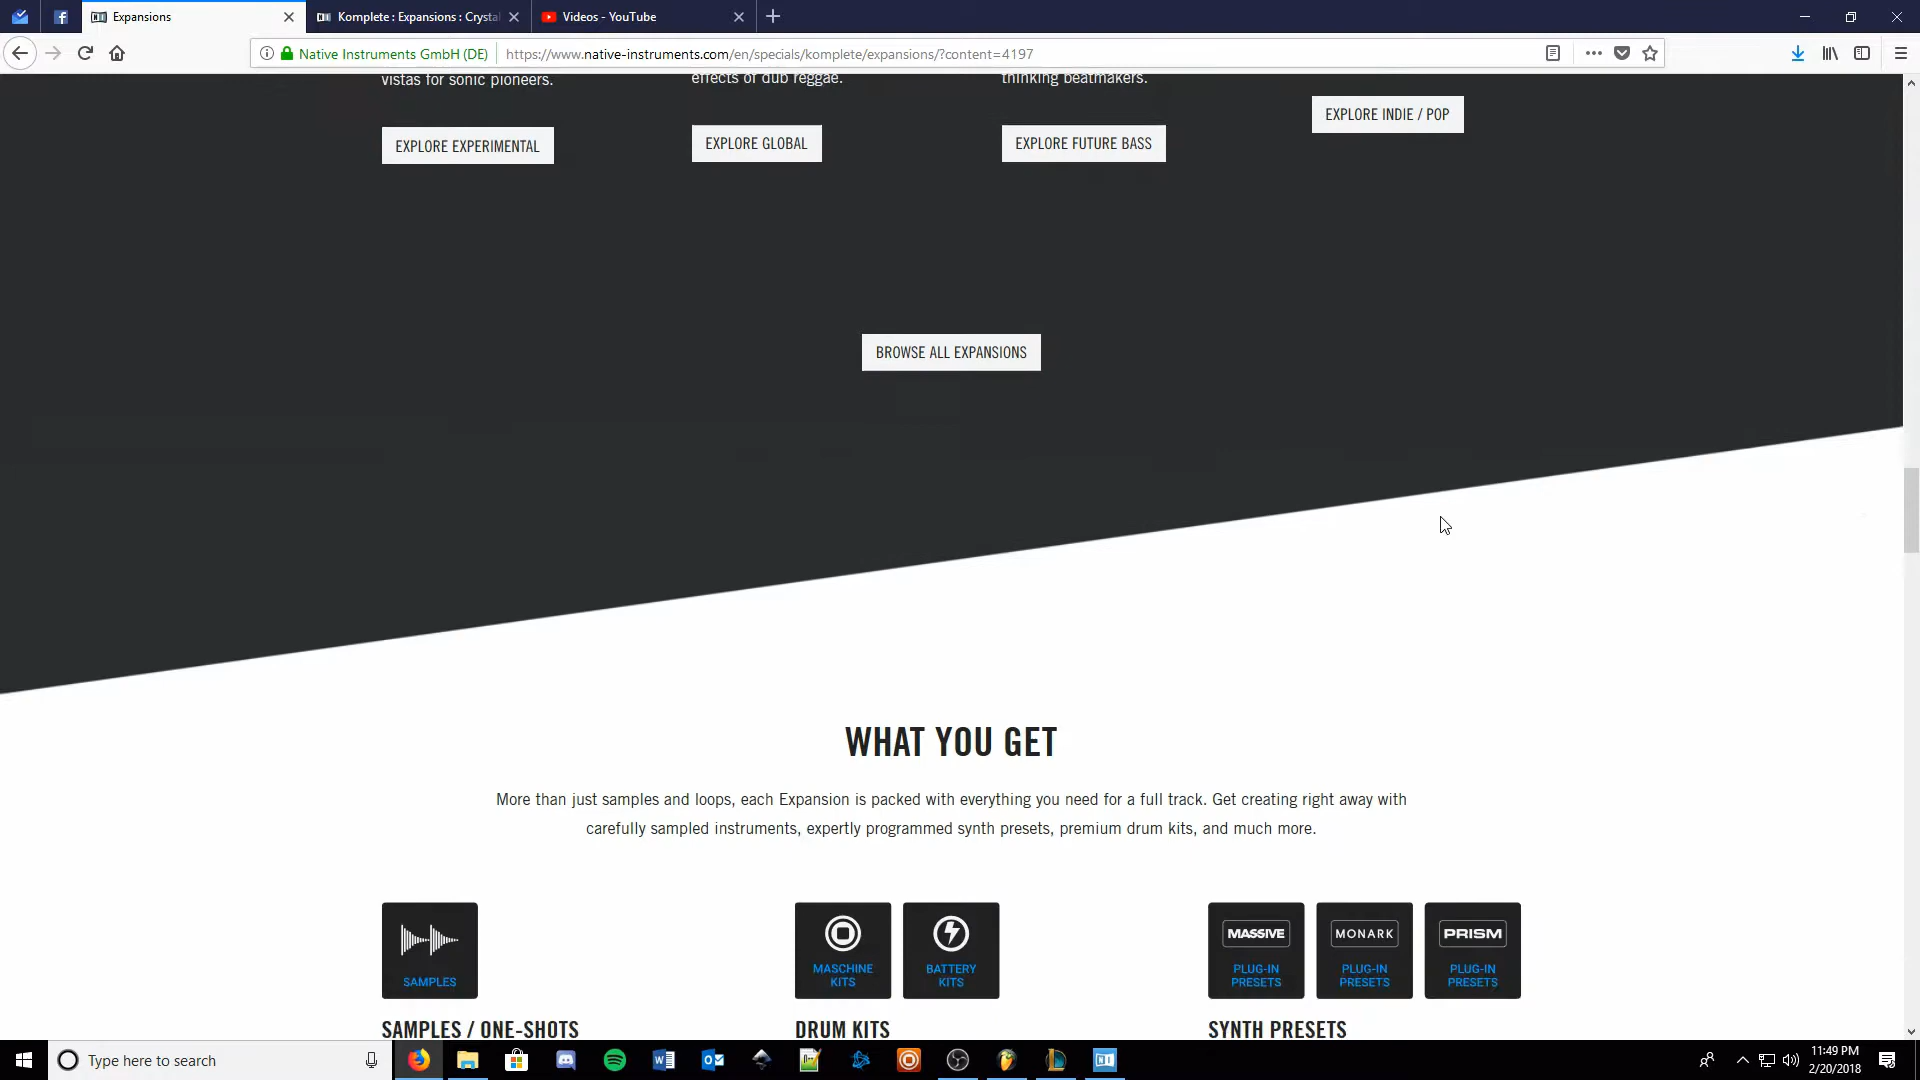 Expansions
Komplete : Expansions : Crysta
Videos - YouTube
Native Instruments GmbH (DE)
https://www.native-instruments.com/en/specials/komplete/expansions/?content=4197
vistas for sonic pioneers.
effects of dub reggae.
thinking beatmakers.
EXPLORE EXPERIMENTAL
EXPLORE GLOBAL
EXPLORE FUTURE BASS
EXPLORE INDIE / POP
BROWSE ALL EXPANSIONS
WHAT YOU GET
More than just samples and loops, each Expansion is packed with everything you need for a full track. Get creating right away with
carefully sampled instruments, expertly programmed synth presets, premium drum kits, and much more.
SAMPLES
MASCHINE
KITS
BATTERY
KITS
MASSIVE
PLUG-IN
PRESETS
MONARK
PLUG-IN
PRESETS
PRISM
PLUG-IN
PRESETS
SAMPLES / ONE-SHOTS
DRUM KITS
SYNTH PRESETS
Type here to search
11:49 PM
2/20/2018